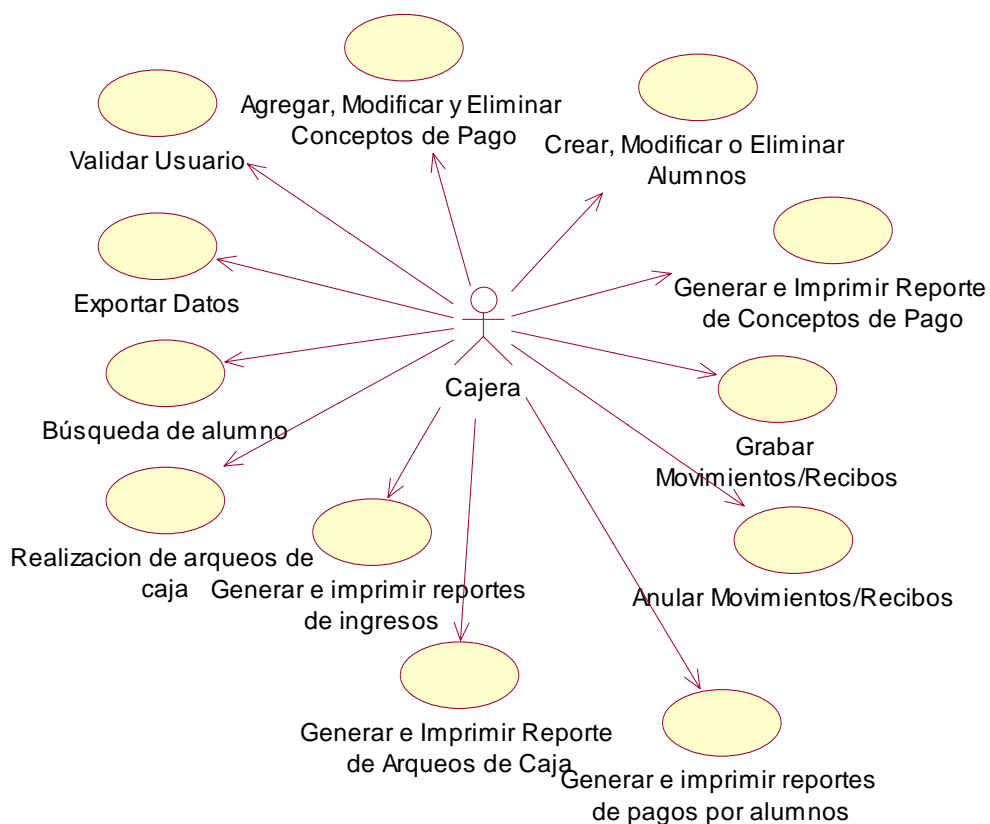 Agregar, Modificar y Eliminar
Conceptos de Pago
Validar Usuario
Crear, Modificar o Eliminar
Alumnos
Exportar Datos
Generar e Imprimir Reporte
de Conceptos de Pago
Cajera
Búsqueda de alumno
Grabar
Movimientos/Recibos
Realizacion de arqueos de
caja
Generar e imprimir reportes
de ingresos
Anular Movimientos/Recibos
Generar e Imprimir Reporte
de Arqueos de Caja
Generar e imprimir reportes
de pagos por alumnos